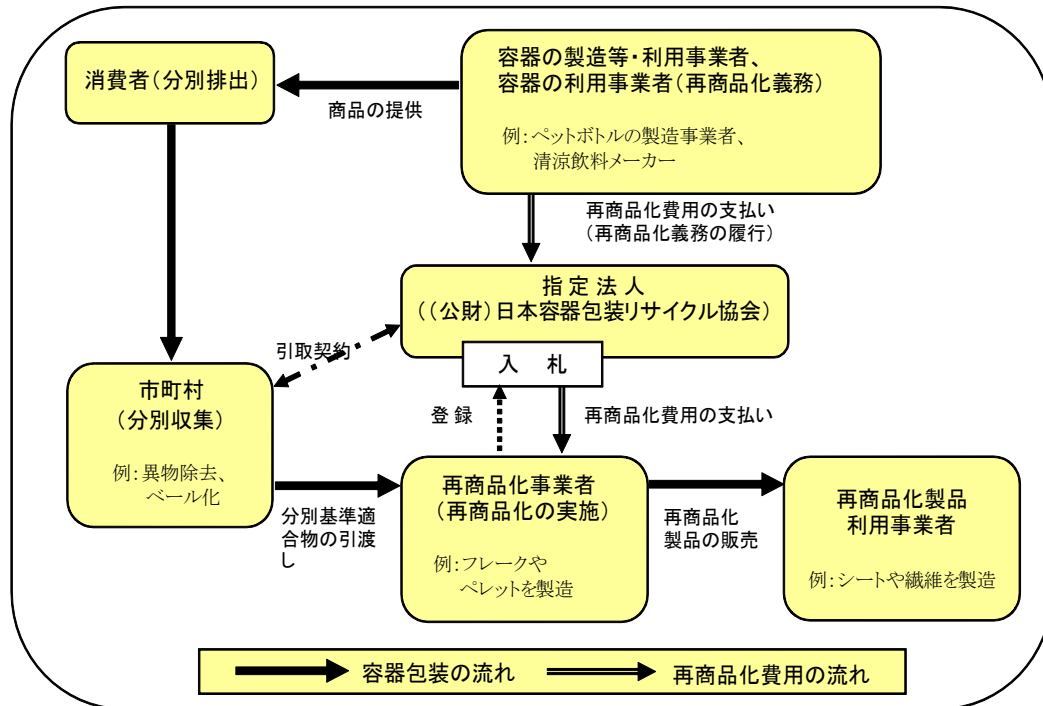 消費者（分別排出）
容器の製造等・利用事業者、
容器の利用事業者（再商品化義務）
例：ペットボトルの製造事業者、
清涼飲料メーカー
商品の提供
再商品化費用の支払い
（再商品化義務の履行）
指 定 法 人
（（公財）日本容器包装リサイクル協会）
引取契約
入　札
市町村
（分別収集）
例：異物除去、
ベール化
登 録
再商品化費用の支払い
分別基準適
合物の引渡
し
再商品化事業者
（再商品化の実施）
例：フレークや
ペレットを製造
再商品化
製品の販売
再商品化製品
利用事業者
例：シートや繊維を製造
容器包装の流れ
再商品化費用の流れ